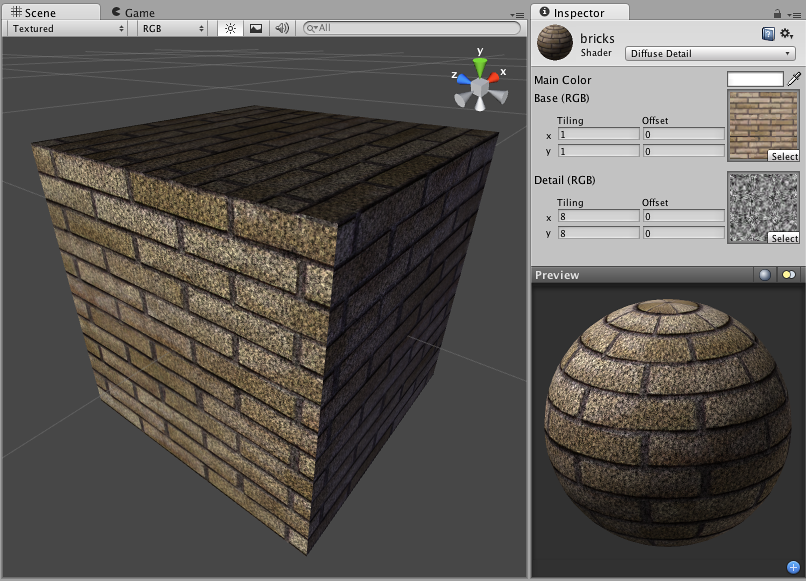 Scene
Game
Textured
RGB
All
y
x
z
Inspector
bricks
Shader
Diffuse Detail
Main Color
Base (RGB)
Tiling
Offset
x 1 0
y 1 0
Select
Detail (RGB)
Tiling
Offset
x 8 0
y 8 0
Select
Preview